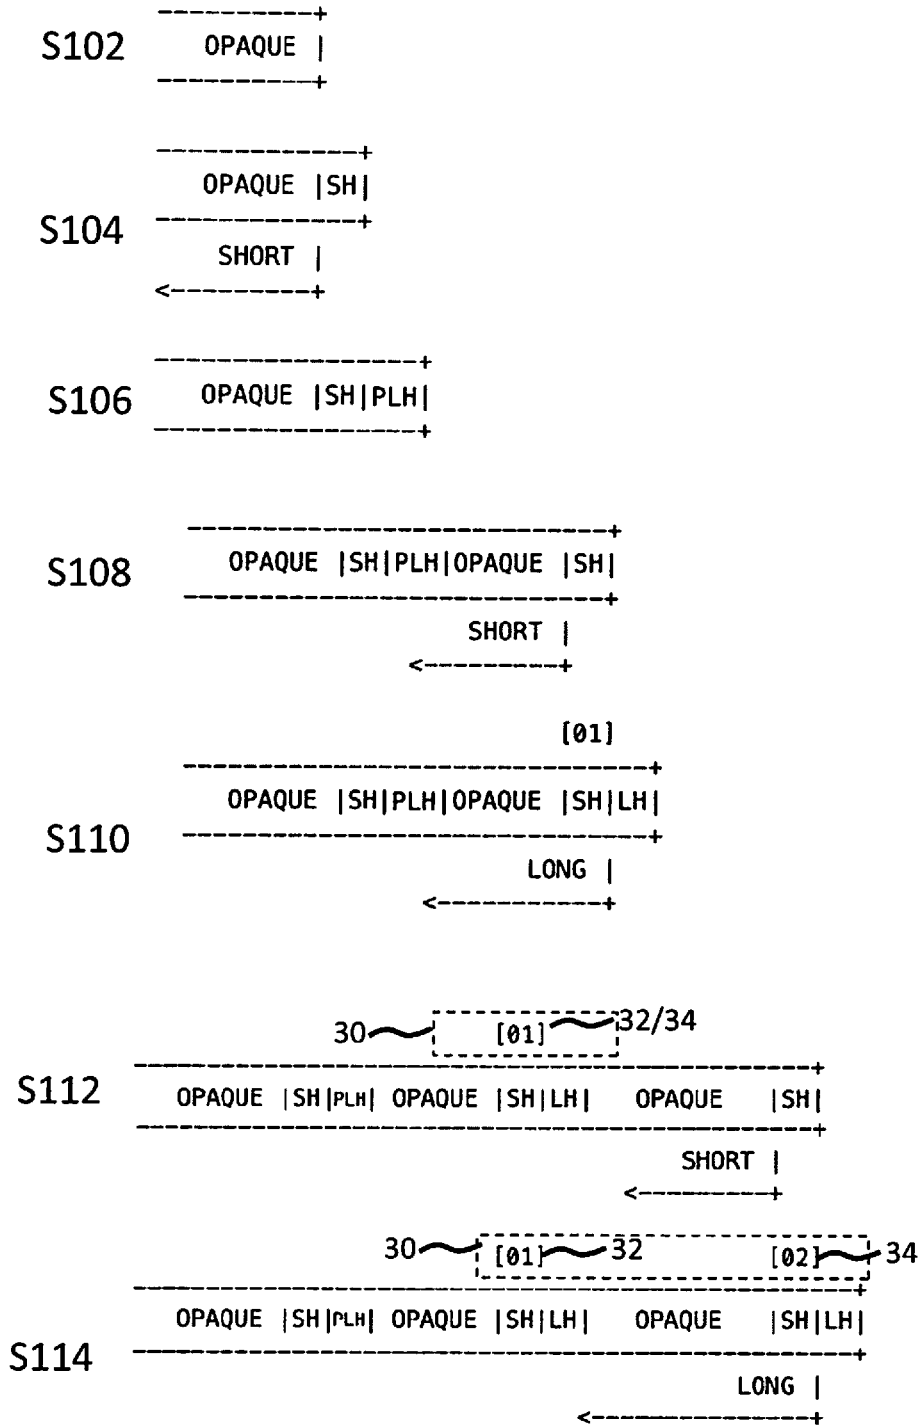 S102
OPAQUE |
S104
OPAQUE |SH|
SHORT |
S106
OPAQUE |SH|PLH|
S108
OPAQUE |SH|PLH|OPAQUE |SH|
SHORT |
[01]
S110
OPAQUE |SH|PLH|OPAQUE |SH|LH|
LONG |
30 [01] 32/34
S112
OPAQUE |SH|PLH| OPAQUE |SH|LH| OPAQUE |SH|
SHORT |
30 [01] 32 [02] 34
S114
OPAQUE |SH|PLH| OPAQUE |SH|LH| OPAQUE |SH|LH|
LONG |